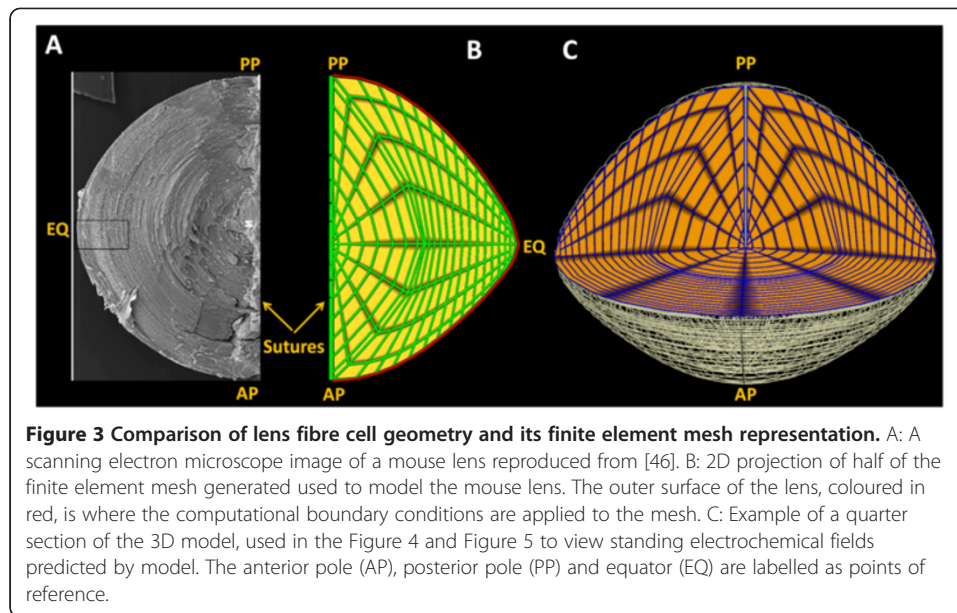 A
PP
B
PP
C
PP
EQ
EQ
Sutures
AP
AP
AP
Figure 3 Comparison of lens fibre cell geometry and its finite element mesh representation. A: A
scanning electron microscope image of a mouse lens reproduced from [46]. B: 2D projection of half of the
finite element mesh generated used to model the mouse lens. The outer surface of the lens, coloured in
red, is where the computational boundary conditions are applied to the mesh. C: Example of a quarter
section of the 3D model, used in the Figure 4 and Figure 5 to view standing electrochemical fields
predicted by model. The anterior pole (AP), posterior pole (PP) and equator (EQ) are labelled as points of
reference.